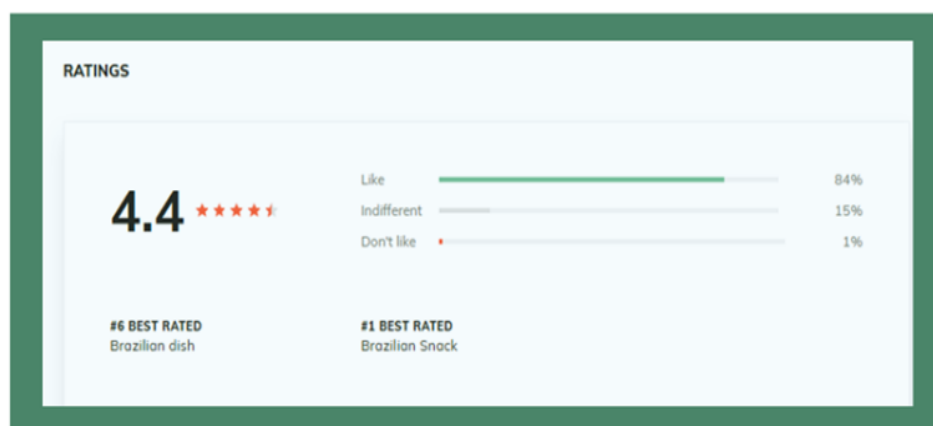 RATINGS
4.4
Like 84%
Indifferent 15%
Don't like 1%
#6 BEST RATED
Brazilian dish
#1 BEST RATED
Brazilian Snack